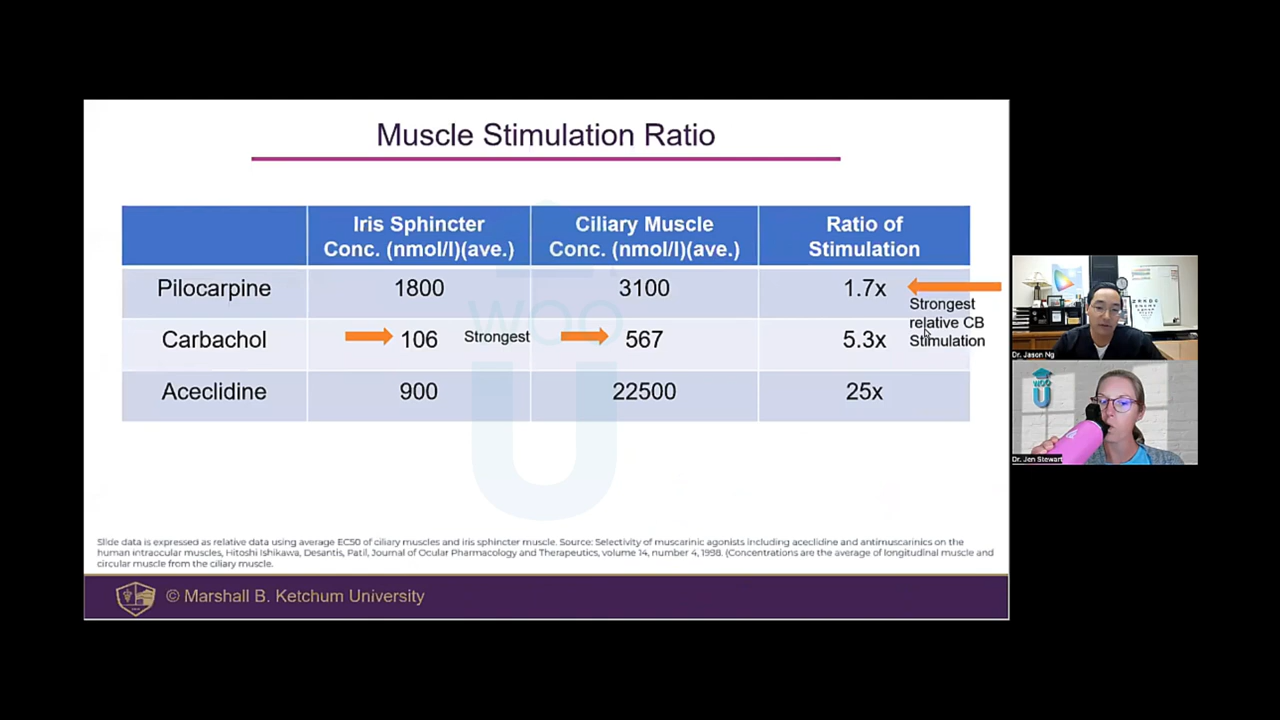 Muscle Stimulation Ratio
Iris Sphincter
Conc. (nmol/l)(ave.)
Ciliary Muscle
Conc. (nmol/l)(ave.)
Ratio of
Stimulation
Pilocarpine 1800 3100 1.7x
Strongest
relative CB
Stimulation
Carbachol 106 Strongest 567 5.3x
Aceclidine 900 22500 25x
WOO
U
Slide data is expressed as relative data using average EC50 of ciliary muscles and iris sphincter muscle. Source: Selectivity of muscarinic agonists including aceclidine and antimuscarinics on the
human intraocular muscles, Hitoshi Ishikawa, Desantis, Patil, Journal of Ocular Pharmacology and Therapeutics, volume 14, number 4, 1998. (Concentrations are the average of longitudinal muscle and
circular muscle from the ciliary muscle.
© Marshall B. Ketchum University
Dr. Jason Ng
WOO
U
Dr. Jen Stewart